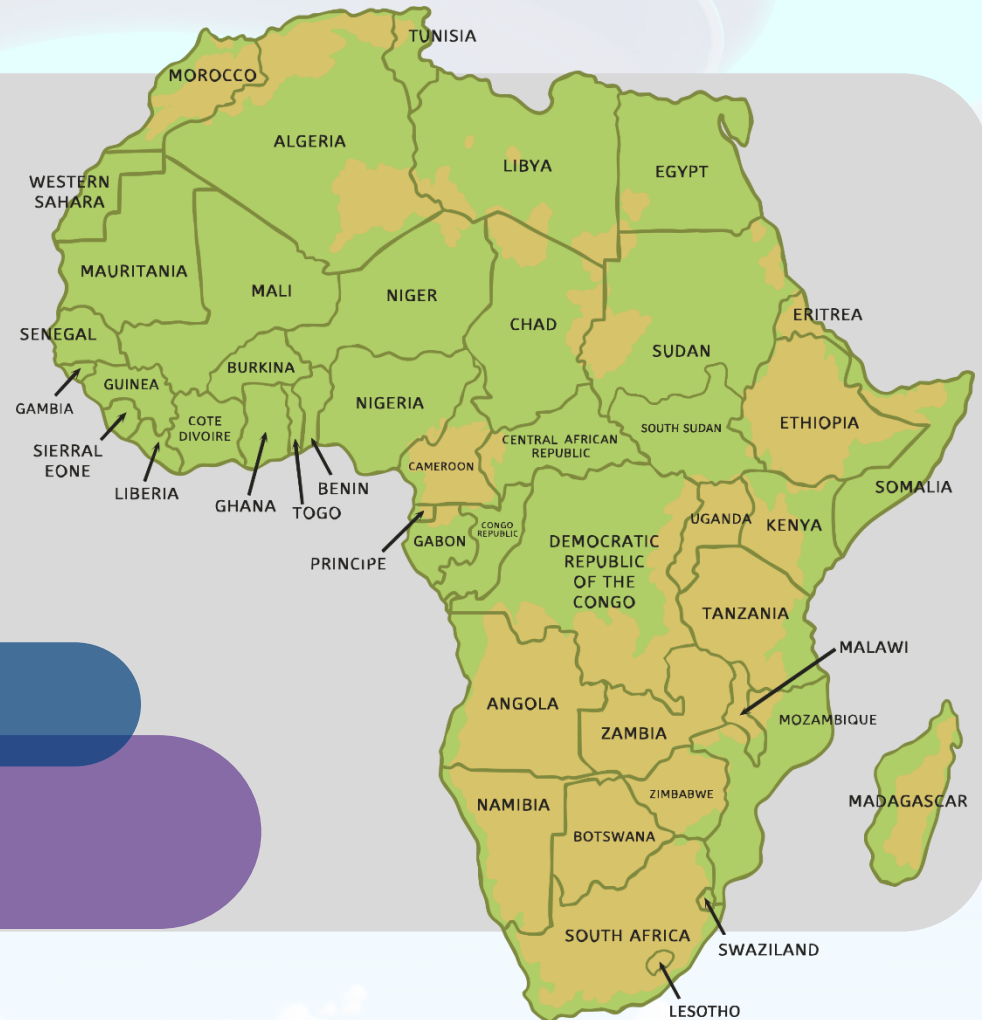 TUNISIA
MOROCCO
ALGERIA
LIBYA
EGYPT
WESTERN
SAHARA
MAURITANIA
MALI
NIGER
CHAD
SUDAN
ERITREA
SENEGAL
GAMBIA
GUINEA
BURKINA
NIGERIA
COTE
DIVOIRE
SIERRAL
EONE
LIBERIA
GHANA
TOGO
BENIN
CAMEROON
CENTRAL AFRICAN
REPUBLIC
SOUTH SUDAN
ETHIOPIA
SOMALIA
PRINCIPE
GABON
CONGO
REPUBLIC
DEMOCRATIC
REPUBLIC
OF THE
CONGO
UGANDA
KENYA
TANZANIA
MALAWI
ANGOLA
ZAMBIA
MOZAMBIQUE
NAMIBIA
ZIMBABWE
BOTSWANA
MADAGASCAR
SOUTH AFRICA
SWAZILAND
LESOTHO